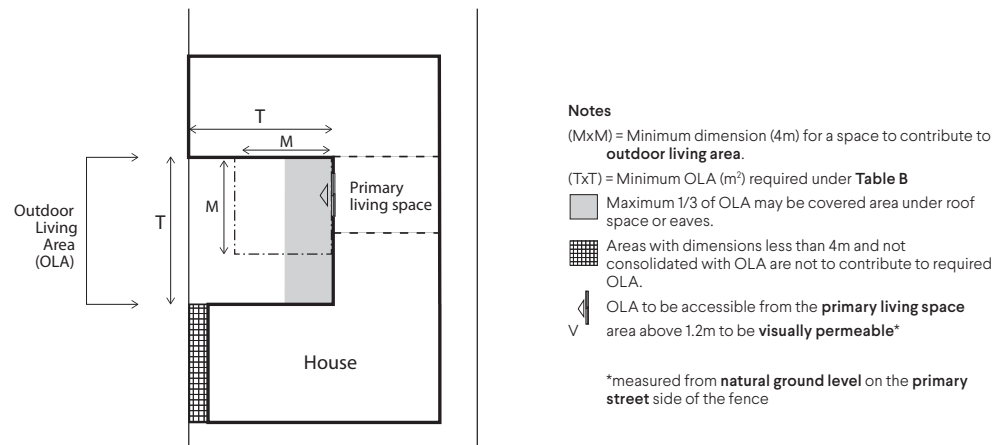 T
M
Outdoor
Living
Area
(OLA)
T
M
Primary
living space
House
Notes
(MxM) = Minimum dimension (4m) for a space to contribute to
outdoor living area.
(TxT) = Minimum OLA (m²) required under Table B
Maximum 1/3 of OLA may be covered area under roof
space or eaves.
Areas with dimensions less than 4m and not
consolidated with OLA are not to contribute to required
OLA.
OLA to be accessible from the primary living space
V area above 1.2m to be visually permeable*
*measured from natural ground level on the primary
street side of the fence